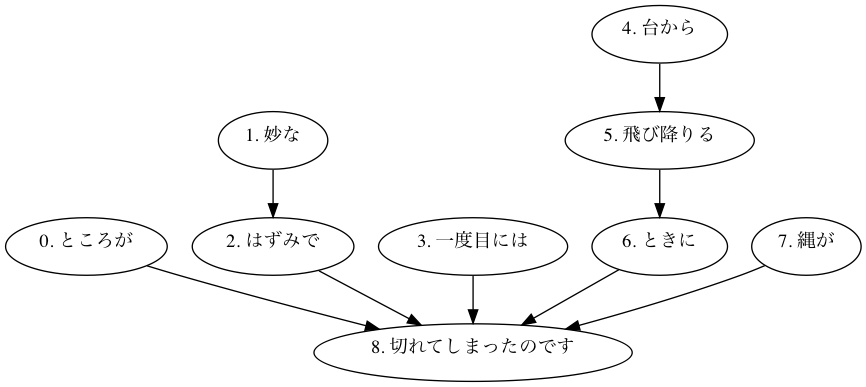 4. 台から
1. 妙な
5. 飛び降りる
0. ところが
2. はずみで
3. 一度目には
6. ときに
7. 縄が
8. 切れてしまったのです